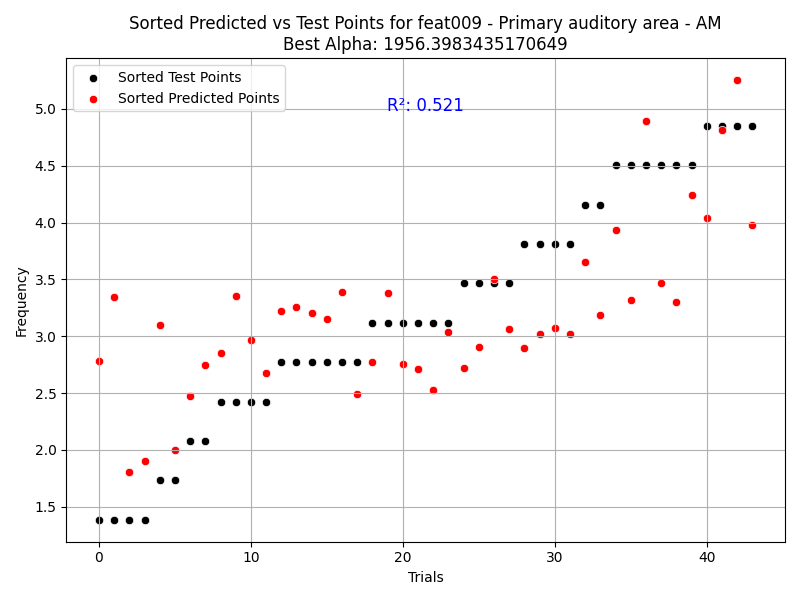 Sorted Predicted vs Test Points for feat009 - Primary auditory area - AM
Best Alpha: 1956.3983435170649
Sorted Test Points
Sorted Predicted Points
R²: 0.521
5.0
4.5
4.0
3.5
3.0
2.5
2.0
1.5
Frequency
0 10 20 30 40
Trials